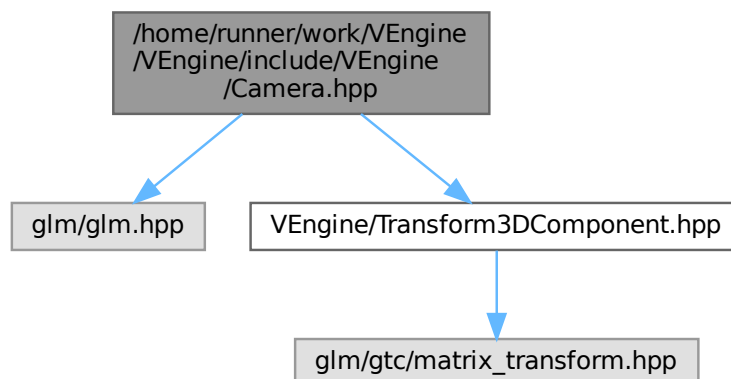 /home/runner/work/VEngine
/VEngine/include/VEngine
/Camera.hpp
glm/glm.hpp
VEngine/Transform3DComponent.hpp
glm/gtc/matrix_transform.hpp